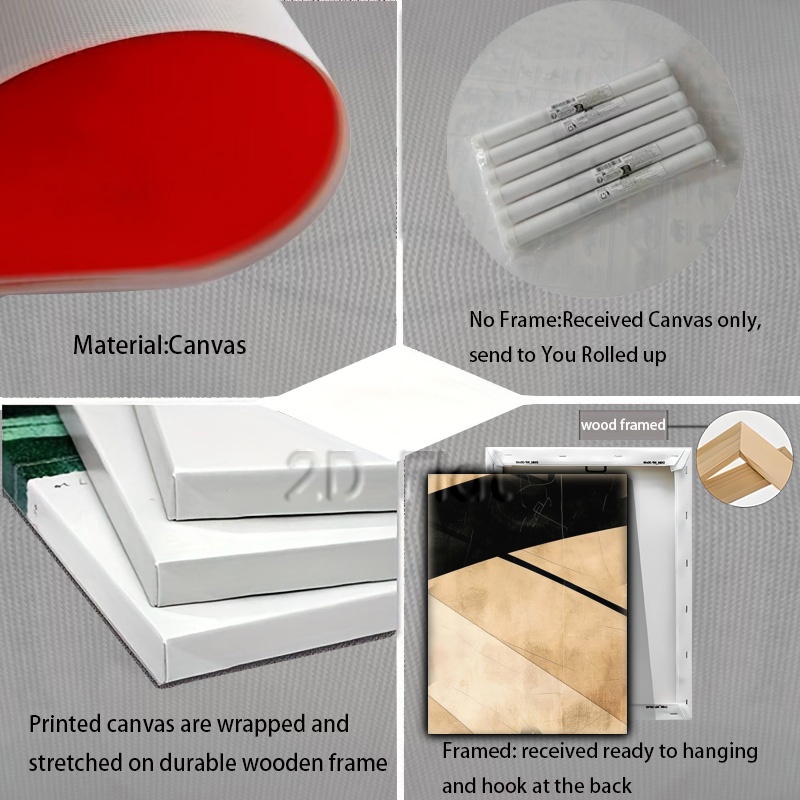 Material:Canvas
No Frame:Received Canvas only,
send to You Rolled up
2D Flat
wood framed
Printed canvas are wrapped and
stretched on durable wooden frame
Framed: received ready to hanging
and hook at the back